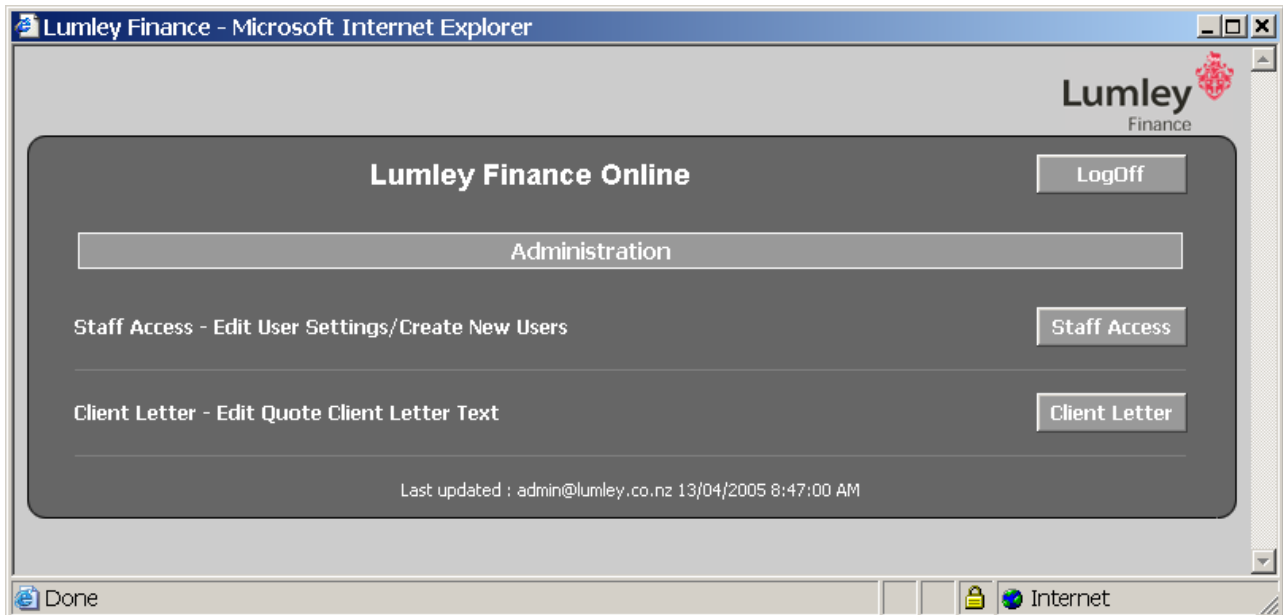 Lumley Finance - Microsoft Internet Explorer
Lumley
Finance
Lumley Finance Online
LogOff
Administration
Staff Access - Edit User Settings/Create New Users
Staff Access
Client Letter - Edit Quote Client Letter Text
Client Letter
Last updated : admin@lumley.co.nz 13/04/2005 8:47:00 AM
Done
Internet